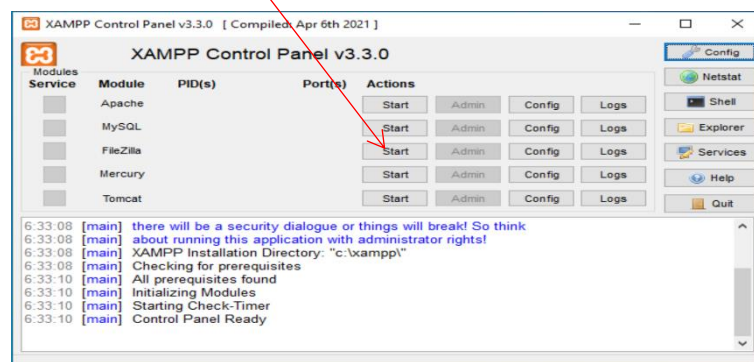 XAMPP Control Panel v3.3.0 [ Compiled: Apr 6th 2021 ]
XAMPP Control Panel v3.3.0
Config
Modules
Service Module PID(s) Port(s) Actions
Netstat
Apache Start Admin Config Logs
Shell
MySQL Start Admin Config Logs
Explorer
FileZilla Start Admin Config Logs
Services
Mercury Start Admin Config Logs
Help
Tomcat Start Admin Config Logs
Quit
6:33:08 [main] there will be a security dialogue or things will break! So think
6:33:08 [main] about running this application with administrator rights!
6:33:08 [main] XAMPP Installation Directory: "c:\xampp\"
6:33:08 [main] Checking for prerequisites
6:33:10 [main] All prerequisites found
6:33:10 [main] Initializing Modules
6:33:10 [main] Starting Check-Timer
6:33:10 [main] Control Panel Ready